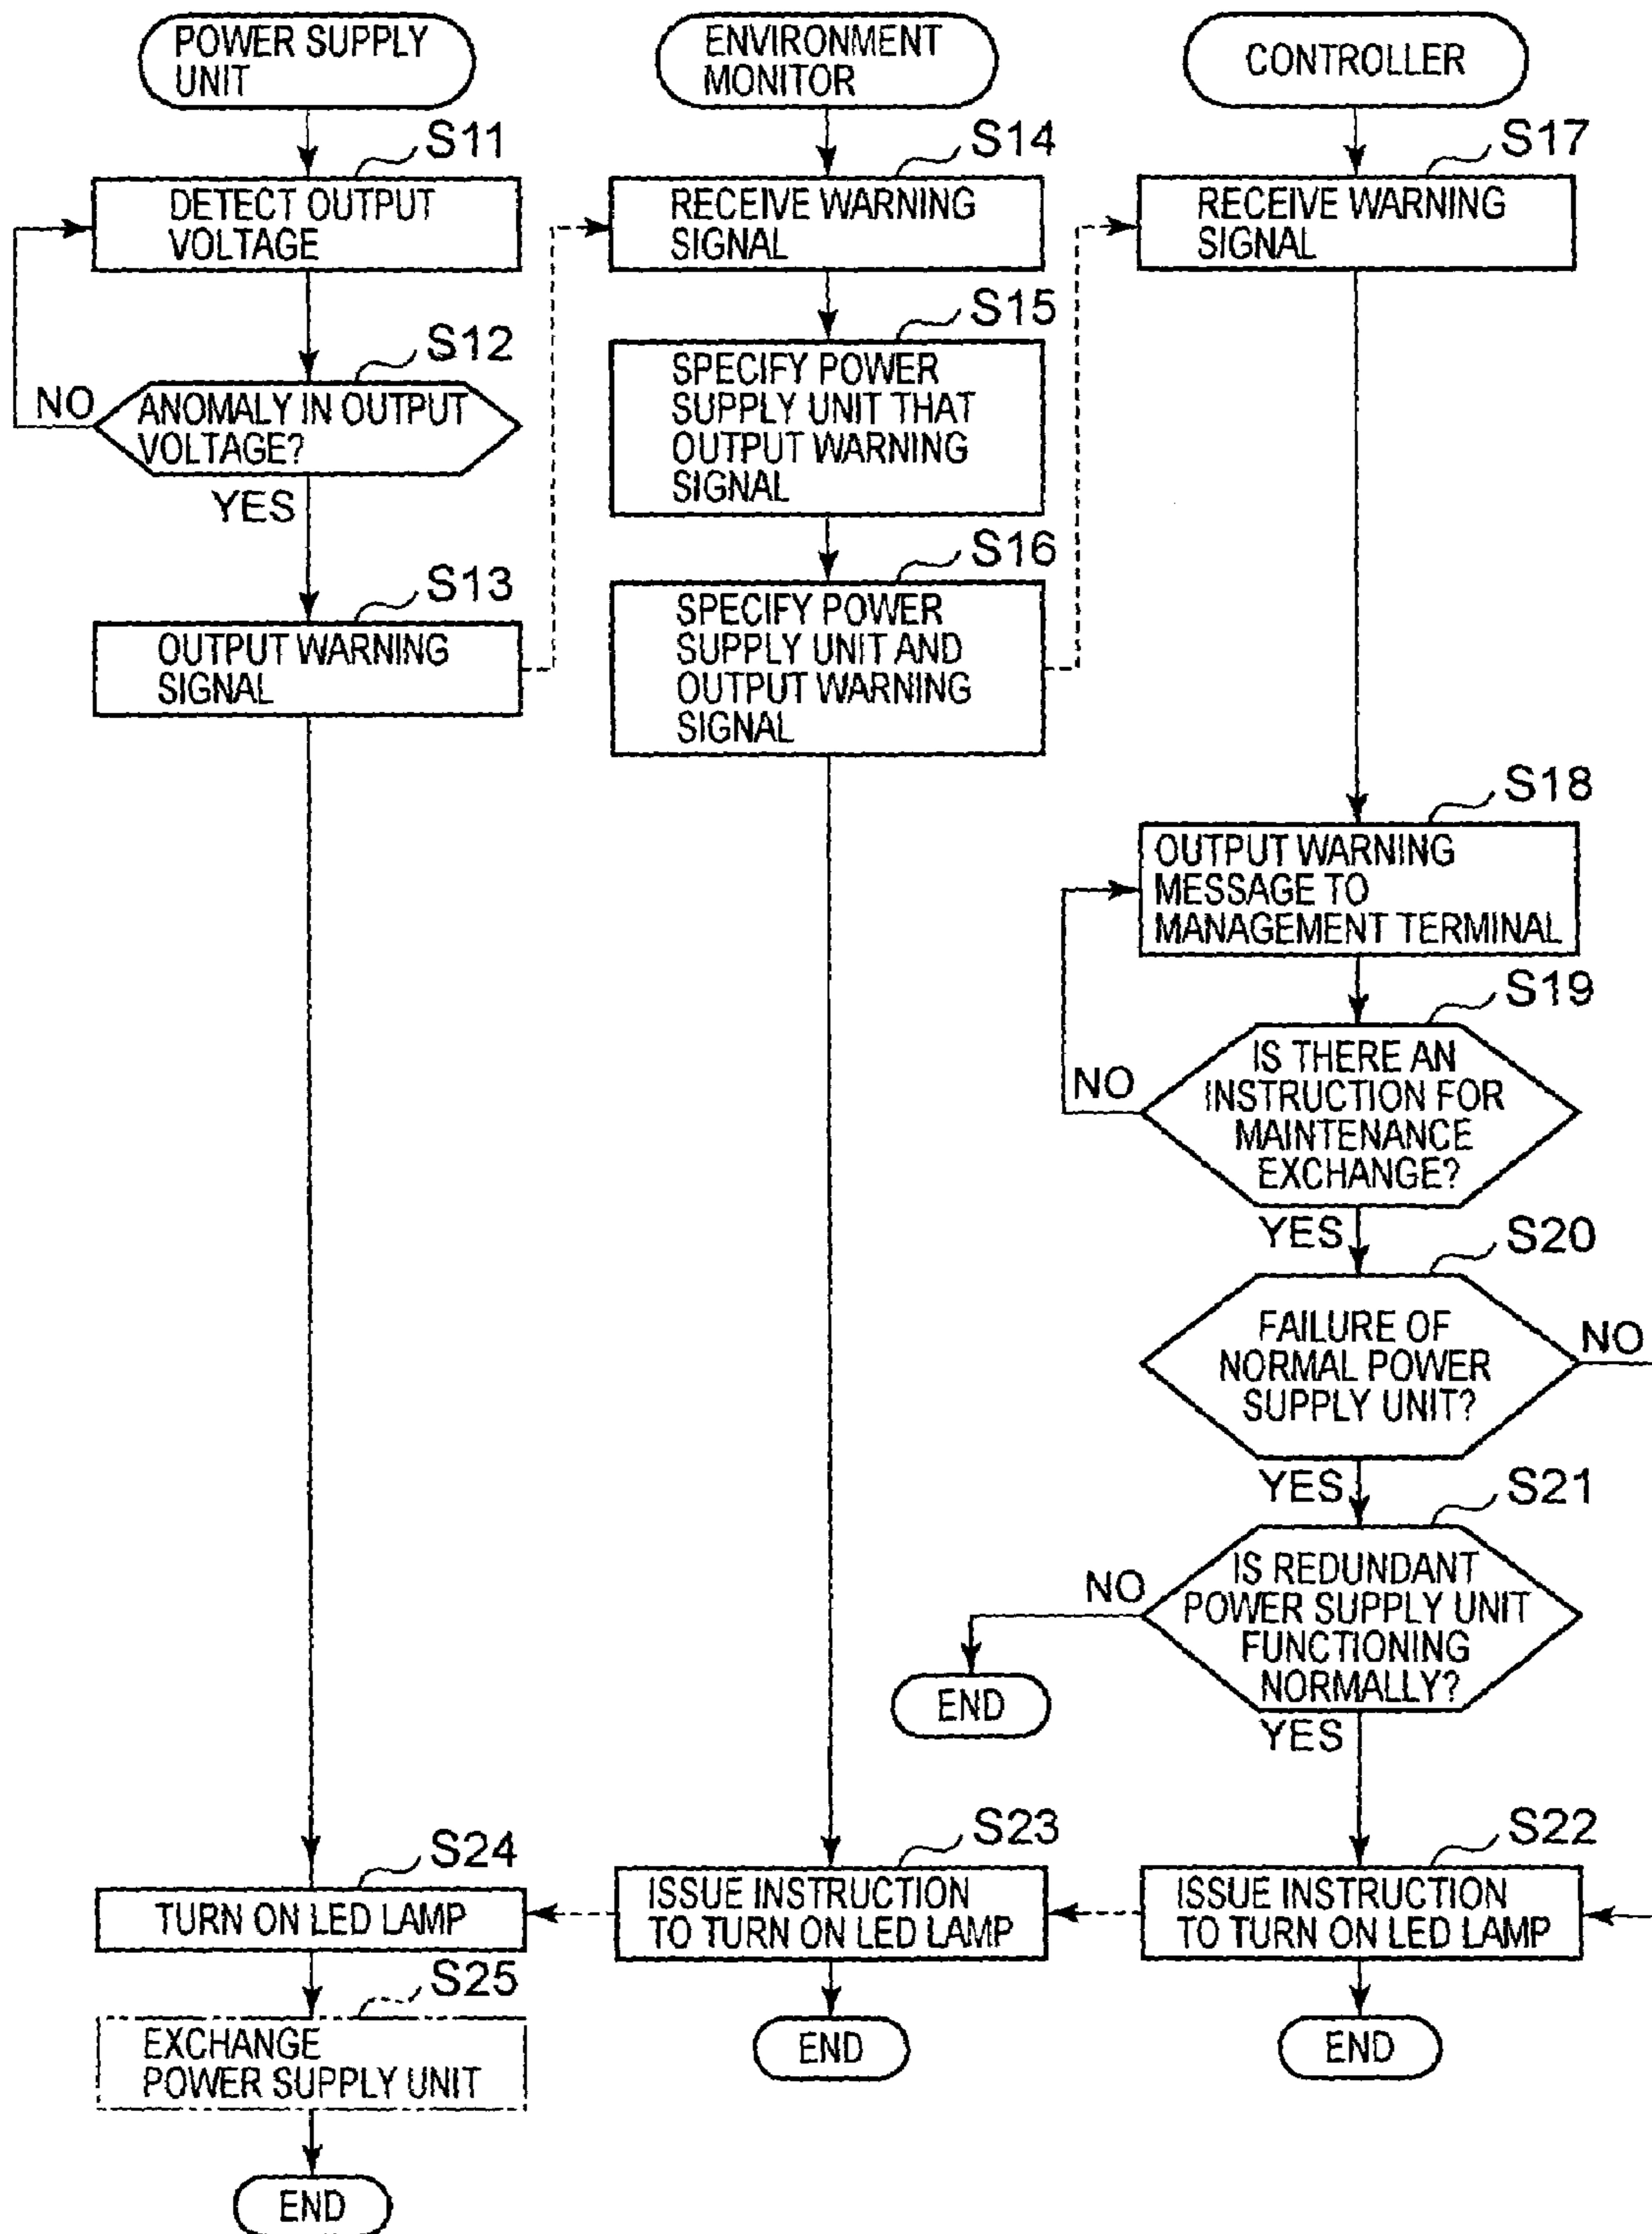 POWER SUPPLY
UNIT
ENVIRONMENT
MONITOR
CONTROLLER
S11
DETECT OUTPUT
VOLTAGE
S12
ANOMALY IN OUTPUT
VOLTAGE?
NO
YES
S13
OUTPUT WARNING
SIGNAL
S14
RECEIVE WARNING
SIGNAL
S15
SPECIFY POWER
SUPPLY UNIT THAT
OUTPUT WARNING
SIGNAL
S16
SPECIFY POWER
SUPPLY UNIT AND
OUTPUT WARNING
SIGNAL
S17
RECEIVE WARNING
SIGNAL
S18
OUTPUT WARNING
MESSAGE TO
MANAGEMENT TERMINAL
S19
IS THERE AN
INSTRUCTION FOR
MAINTENANCE
EXCHANGE?
NO
YES
S20
FAILURE OF
NORMAL POWER
SUPPLY UNIT?
NO
YES
S21
IS REDUNDANT
POWER SUPPLY UNIT
FUNCTIONING
NORMALLY?
NO
END
YES
S22
ISSUE INSTRUCTION
TO TURN ON LED LAMP
END
S23
ISSUE INSTRUCTION
TO TURN ON LED LAMP
END
S24
TURN ON LED LAMP
S25
EXCHANGE
POWER SUPPLY UNIT
END